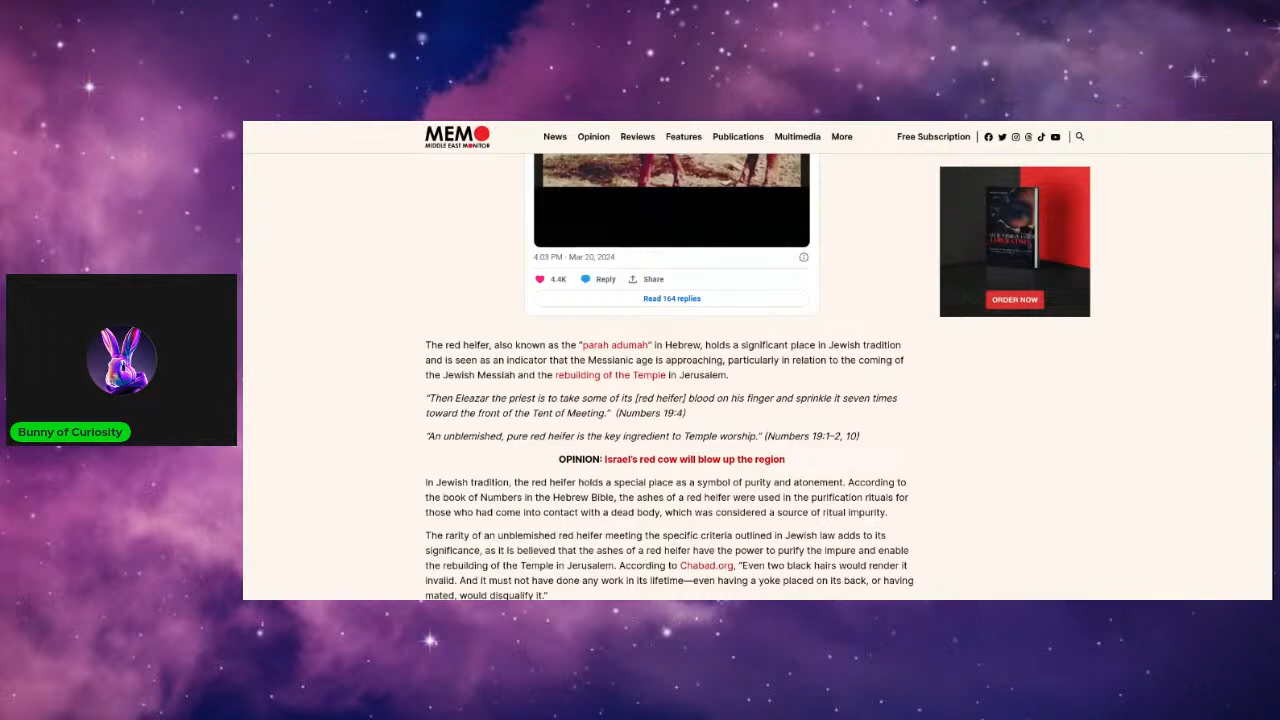 MEM
MIDDLE EAST MONITOR
News Opinion Reviews Features Publications Multimedia More
Free Subscription
4:03 PM · Mar 20, 2024
4.4K Reply Share
Read 164 replies
ORDER NOW
The red heifer, also known as the “parah adumah” in Hebrew, holds a significant place in Jewish tradition
and is seen as an indicator that the Messianic age is approaching, particularly in relation to the coming of
the Jewish Messiah and the rebuilding of the Temple in Jerusalem.
“Then Eleazar the priest is to take some of its [red heifer] blood on his finger and sprinkle it seven times
toward the front of the Tent of Meeting.” (Numbers 19:4)
“An unblemished, pure red heifer is the key ingredient to Temple worship.” (Numbers 19:1–2, 10)
OPINION: Israel’s red cow will blow up the region
In Jewish tradition, the red heifer holds a special place as a symbol of purity and atonement. According to
the book of Numbers in the Hebrew Bible, the ashes of a red heifer were used in the purification rituals for
those who had come into contact with a dead body, which was considered a source of ritual impurity.
The rarity of an unblemished red heifer meeting the specific criteria outlined in Jewish law adds to its
significance, as it is believed that the ashes of a red heifer have the power to purify the impure and enable
the rebuilding of the Temple in Jerusalem. According to Chabad.org, “Even two black hairs would render it
invalid. And it must not have done any work in its lifetime—even having a yoke placed on its back, or having
mated, would disqualify it.”
Bunny of Curiosity